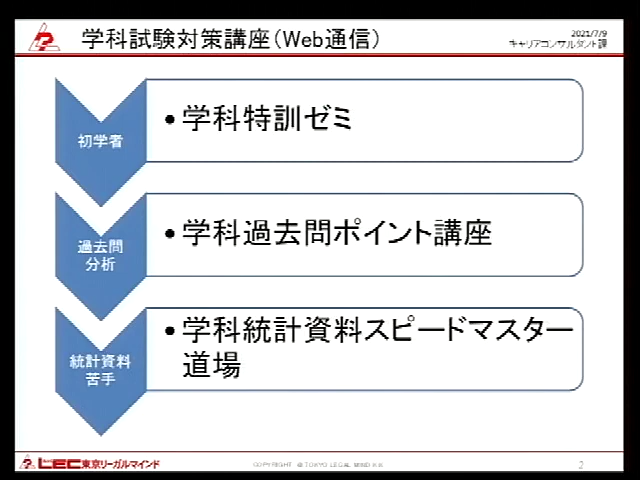 学科試験対策講座(Web通信)
2021/7/9
キャリアコンサルタント課
初学者
・学科特訓ゼミ
過去問
分析
・学科過去問ポイント講座
統計資料
苦手
・学科統計資料スピードマスター
道場
LEC東京リーガルマインド
COPYRIGHT @ TOKYO LEGAL MIND K.K
2